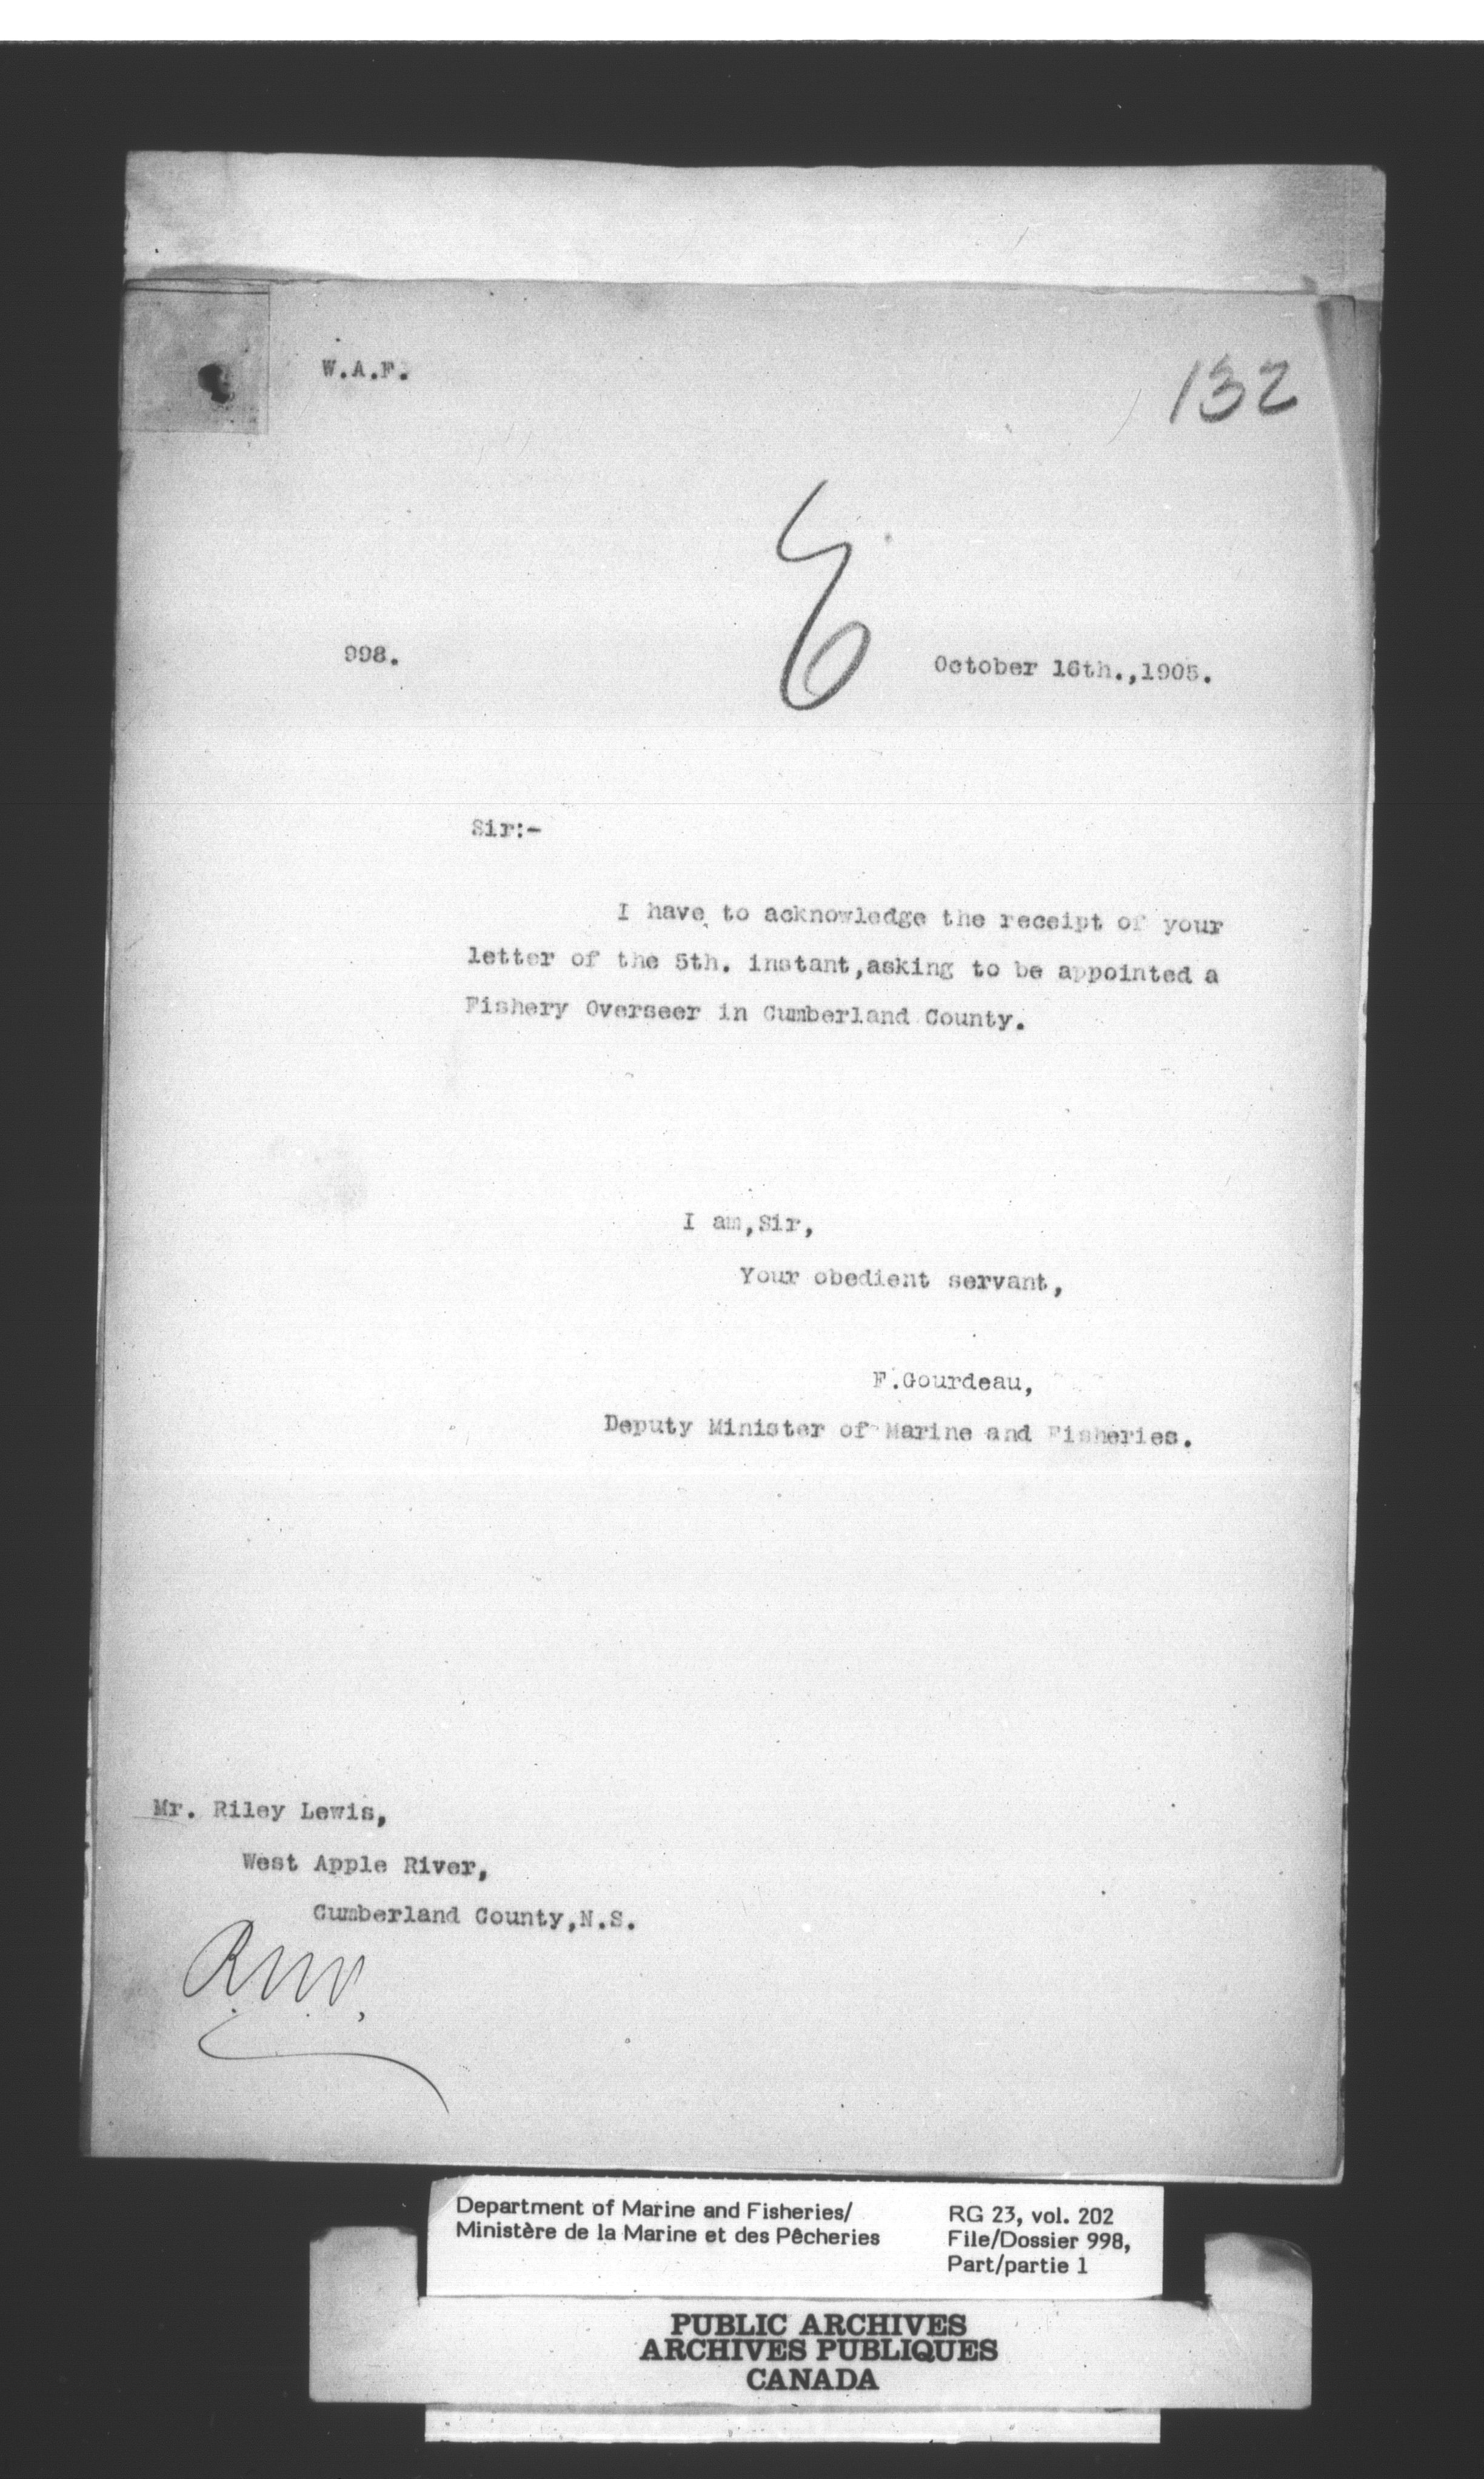 W.A.F.
132
998.
October 16th.,1905.
Sir:-
I have to acknowledge the receipt of your
letter of the 5th. instant,asking to be appointed a
Fishery Overseer in Cumberland County.
I am,Sir,
Your obedient servant,
F.Gourdeau,
Deputy Minister of Marine and Fisheries.
Mr. Riley Lewis,
West Apple River,
Cumberland County,N.S.
Department of Marine and Fisheries/
Ministère de la Marine et des Pêcheries
RG 23, vol. 202
File/Dossier 998,
Part/partie 1
PUBLIC ARCHIVES
ARCHIVES PUBLIQUES
CANADA